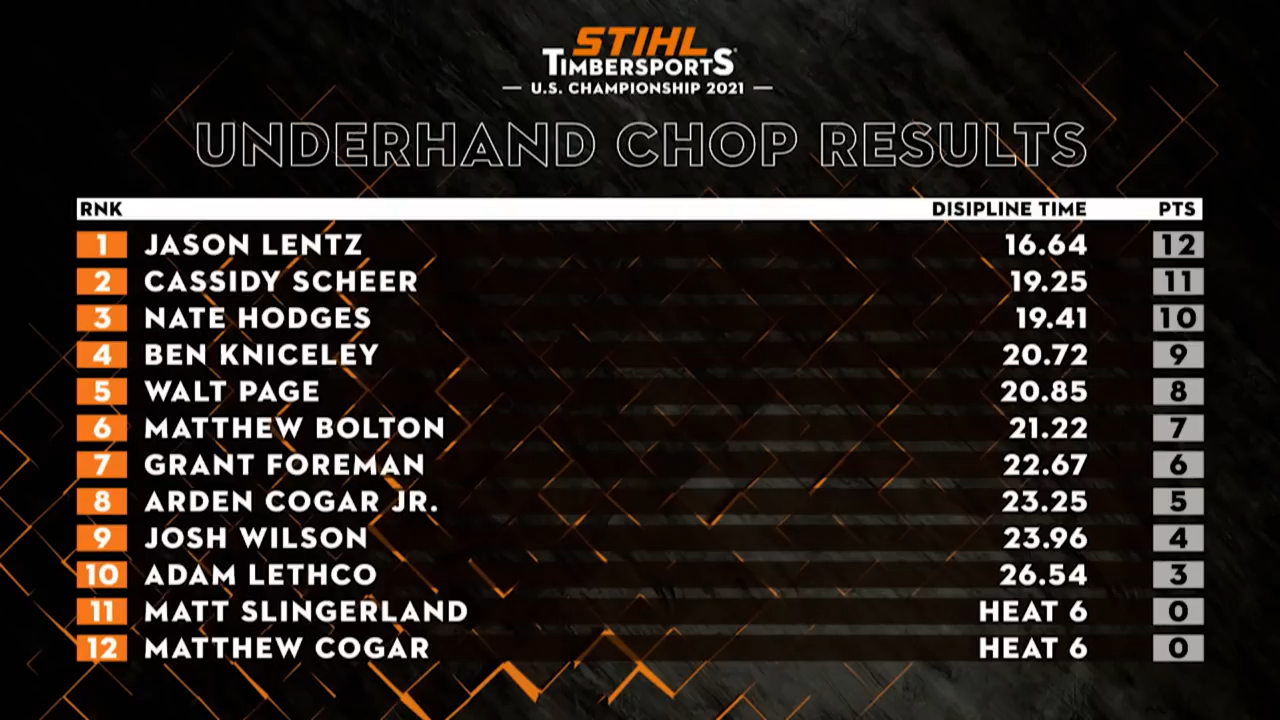 STIHL
TIMBERSPORTS®
— U.S. CHAMPIONSHIP 2021 —
UNDERHAND CHOP RESULTS
RNK DISIPLINE TIME PTS
1 JASON LENTZ 16.64 12
2 CASSIDY SCHEER 19.25 11
3 NATE HODGES 19.41 10
4 BEN KNICELEY 20.72 9
5 WALT PAGE 20.85 8
6 MATTHEW BOLTON 21.22 7
7 GRANT FOREMAN 22.67 6
8 ARDEN COGAR JR. 23.25 5
9 JOSH WILSON 23.96 4
10 ADAM LETHCO 26.54 3
11 MATT SLINGERLAND HEAT 6 0
12 MATTHEW COGAR HEAT 6 0